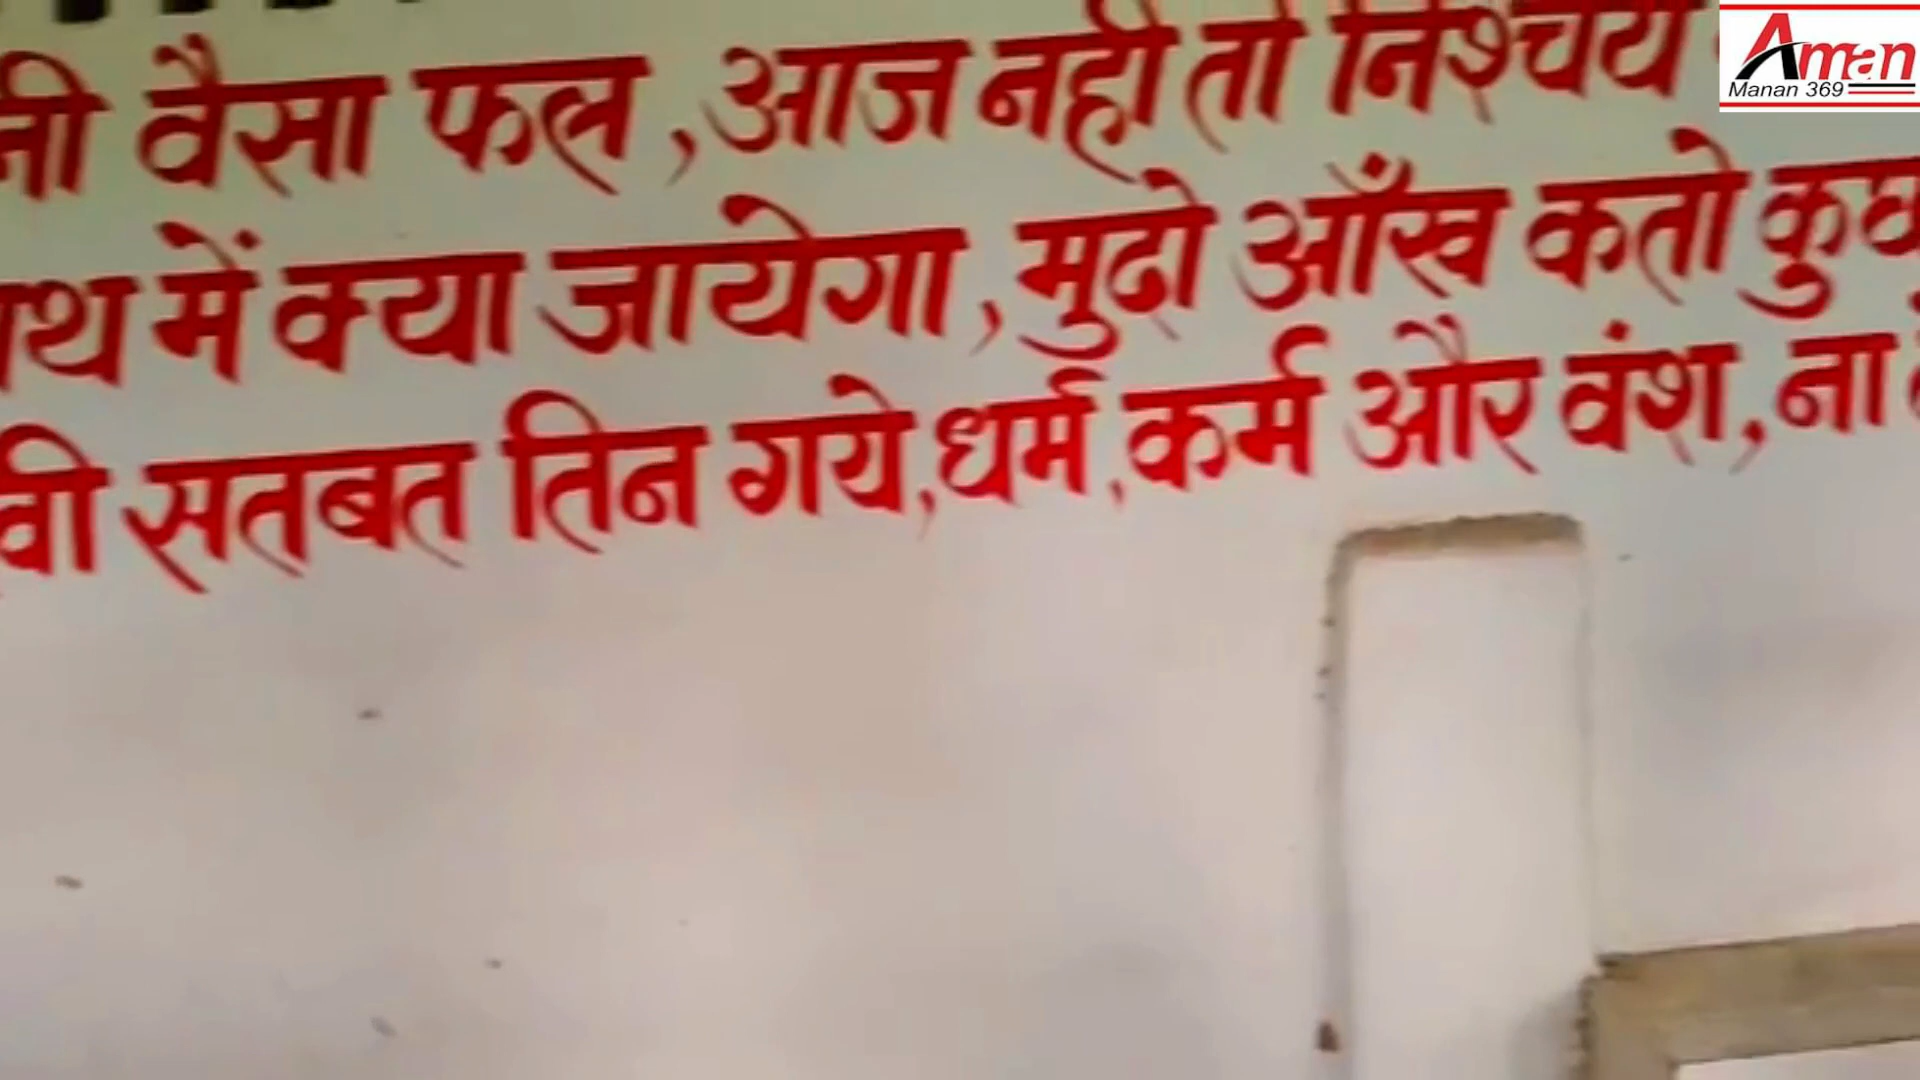 नी वैसा फल ,आज नही तो निश्चय
Aman
Manan 369
में क्या जायेगा ,मुदो आँख कतो कुछ
सतबत तिन गये,धर्म,कर्म और वंश,ना